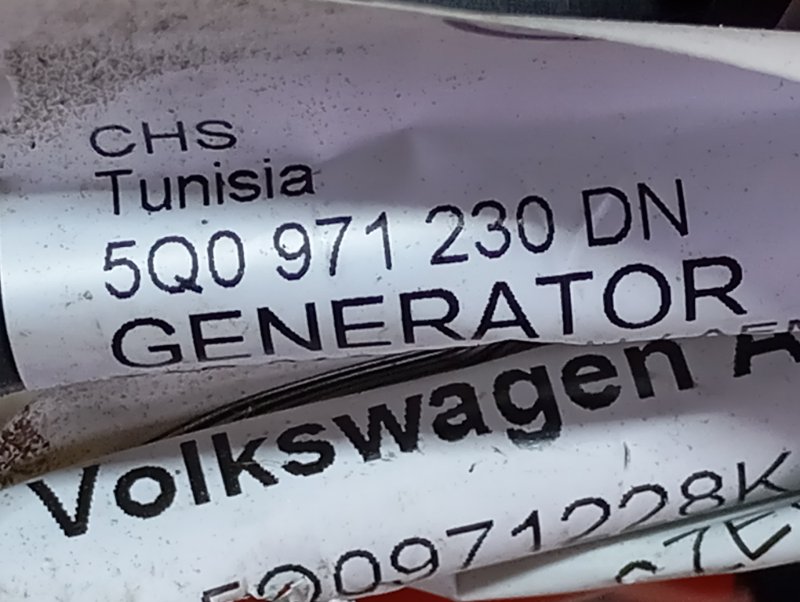 CHS
Tunisia
5Q0 971 230 DN
GENERATOR
Volkswagen A
5Q0971228K